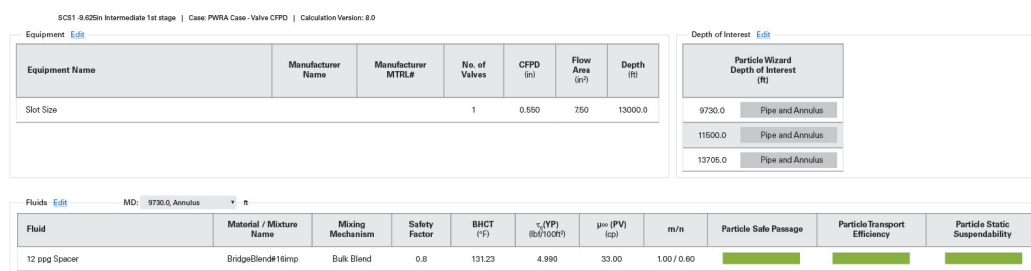 SCS1 -9.625in Intermediate 1st stage | Case: PWRA Case - Valve CFPD | Calculation Version: 8.0
Equipment Edit
Equipment Name Manufacturer Name Manufacturer MTRL# No. of Valves CFPD (in) Flow Area (in²) Depth (ft)
Slot Size 1 0.550 7.50 13000.0
Depth of Interest Edit
Particle Wizard Depth of Interest (ft)
9730.0 Pipe and Annulus
11500.0 Pipe and Annulus
13705.0 Pipe and Annulus
Fluids Edit MD: 9730.0, Annulus ft
Fluid Material / Mixture Name Mixing Mechanism Safety Factor BHCT (°F) τ₀(YP) (lbf/100ft²) μ∞ (PV) (cp) m/n Particle Safe Passage Particle Transport Efficiency Particle Static Suspendability
12 ppg Spacer BridgeBlend#16imp Bulk Blend 0.8 131.23 4.990 33.00 1.00 / 0.60